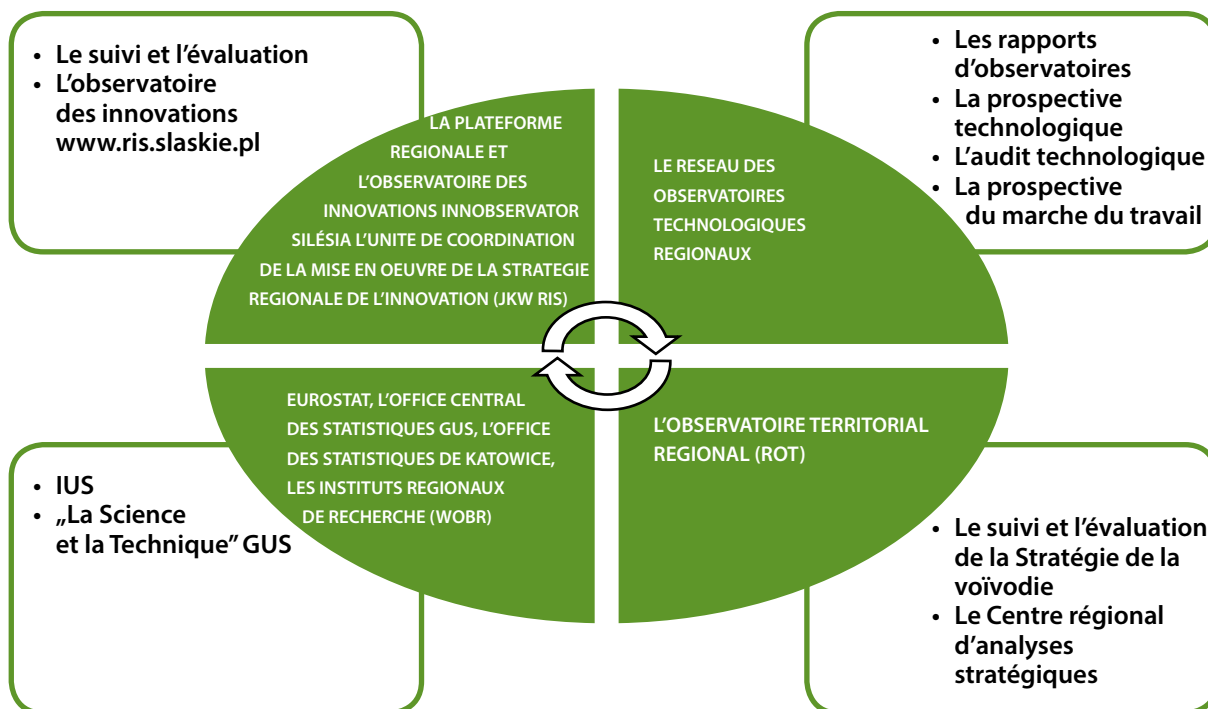 • Le suivi et l'évaluation
• L'observatoire
des innovations
www.ris.slaskie.pl
LA PLATEFORME
REGIONALE ET
L'OBSERVATOIRE DES
INNOVATIONS INNOBSERVATOR
SILÉSIA L'UNITE DE COORDINATION
DE LA MISE EN OEUVRE DE LA STRATEGIE
REGIONALE DE L'INNOVATION (JKW RIS)
LE RESEAU DES
OBSERVATOIRES
TECHNOLOGIQUES
REGIONAUX
• Les rapports
d'observatoires
• La prospective
technologique
• L'audit technologique
• La prospective
du marche du travail
• IUS
• „La Science
et la Technique” GUS
EUROSTAT, L'OFFICE CENTRAL
DES STATISTIQUES GUS, L'OFFICE
DES STATISTIQUES DE KATOWICE,
LES INSTITUTS REGIONAUX
DE RECHERCHE (WOBR)
L'OBSERVATOIRE TERRITORIAL
REGIONAL (ROT)
• Le suivi et l'évaluation
de la Stratégie de la
voïvodie
• Le Centre régional
d'analyses
stratégiques